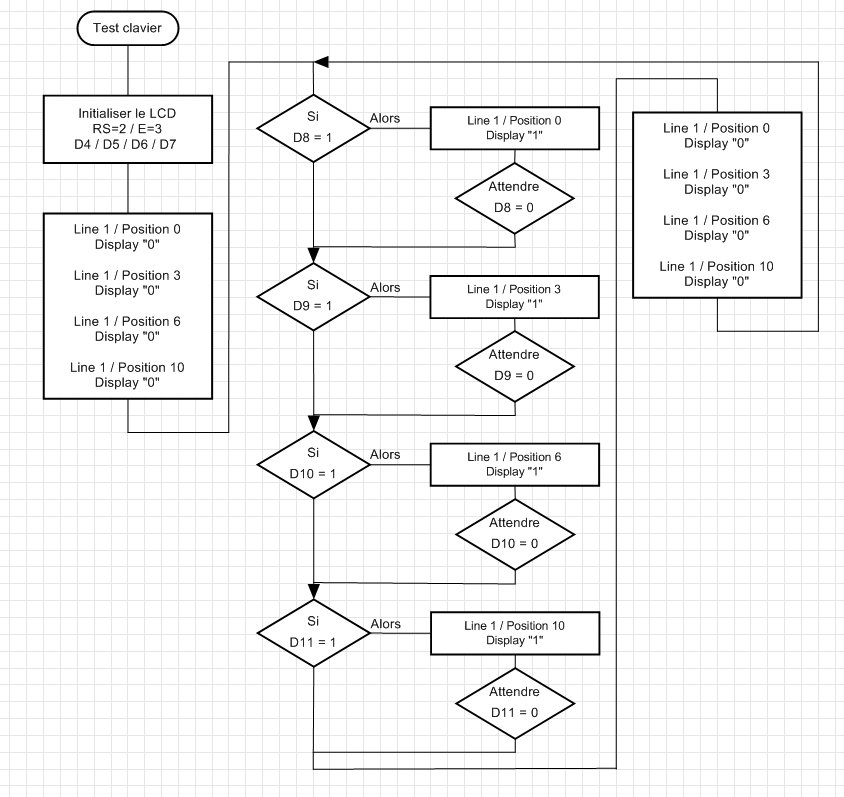 Test clavier
Initialiser le LCD
RS=2 / E=3
D4 / D5 / D6 / D7
Line 1 / Position 0
Display "0"
Line 1 / Position 3
Display "0"
Line 1 / Position 6
Display "0"
Line 1 / Position 10
Display "0"
Si
D8 = 1
Alors
Line 1 / Position 0
Display "1"
Attendre
D8 = 0
Si
D9 = 1
Alors
Line 1 / Position 3
Display "1"
Attendre
D9 = 0
Si
D10 = 1
Alors
Line 1 / Position 6
Display "1"
Attendre
D10 = 0
Si
D11 = 1
Alors
Line 1 / Position 10
Display "1"
Attendre
D11 = 0
Line 1 / Position 0
Display "0"
Line 1 / Position 3
Display "0"
Line 1 / Position 6
Display "0"
Line 1 / Position 10
Display "0"